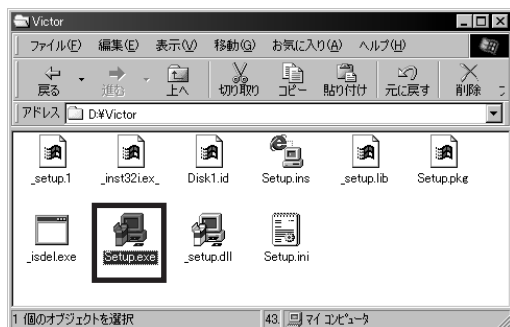 Victor
ファイル(F) 編集(E) 表示(V) 移動(G) お気に入り(A) ヘルプ(H)
戻る 進む 上へ 切り取り コピー 貼り付け 元に戻す 削除
アドレス D:¥Victor
_setup.1 _inst32i.ex_ Disk1.id Setup.ins _setup.lib Setup.pkg
_isdel.exe Setup.exe _setup.dll Setup.ini
1 個のオブジェクトを選択 43. マイ コンピュータ